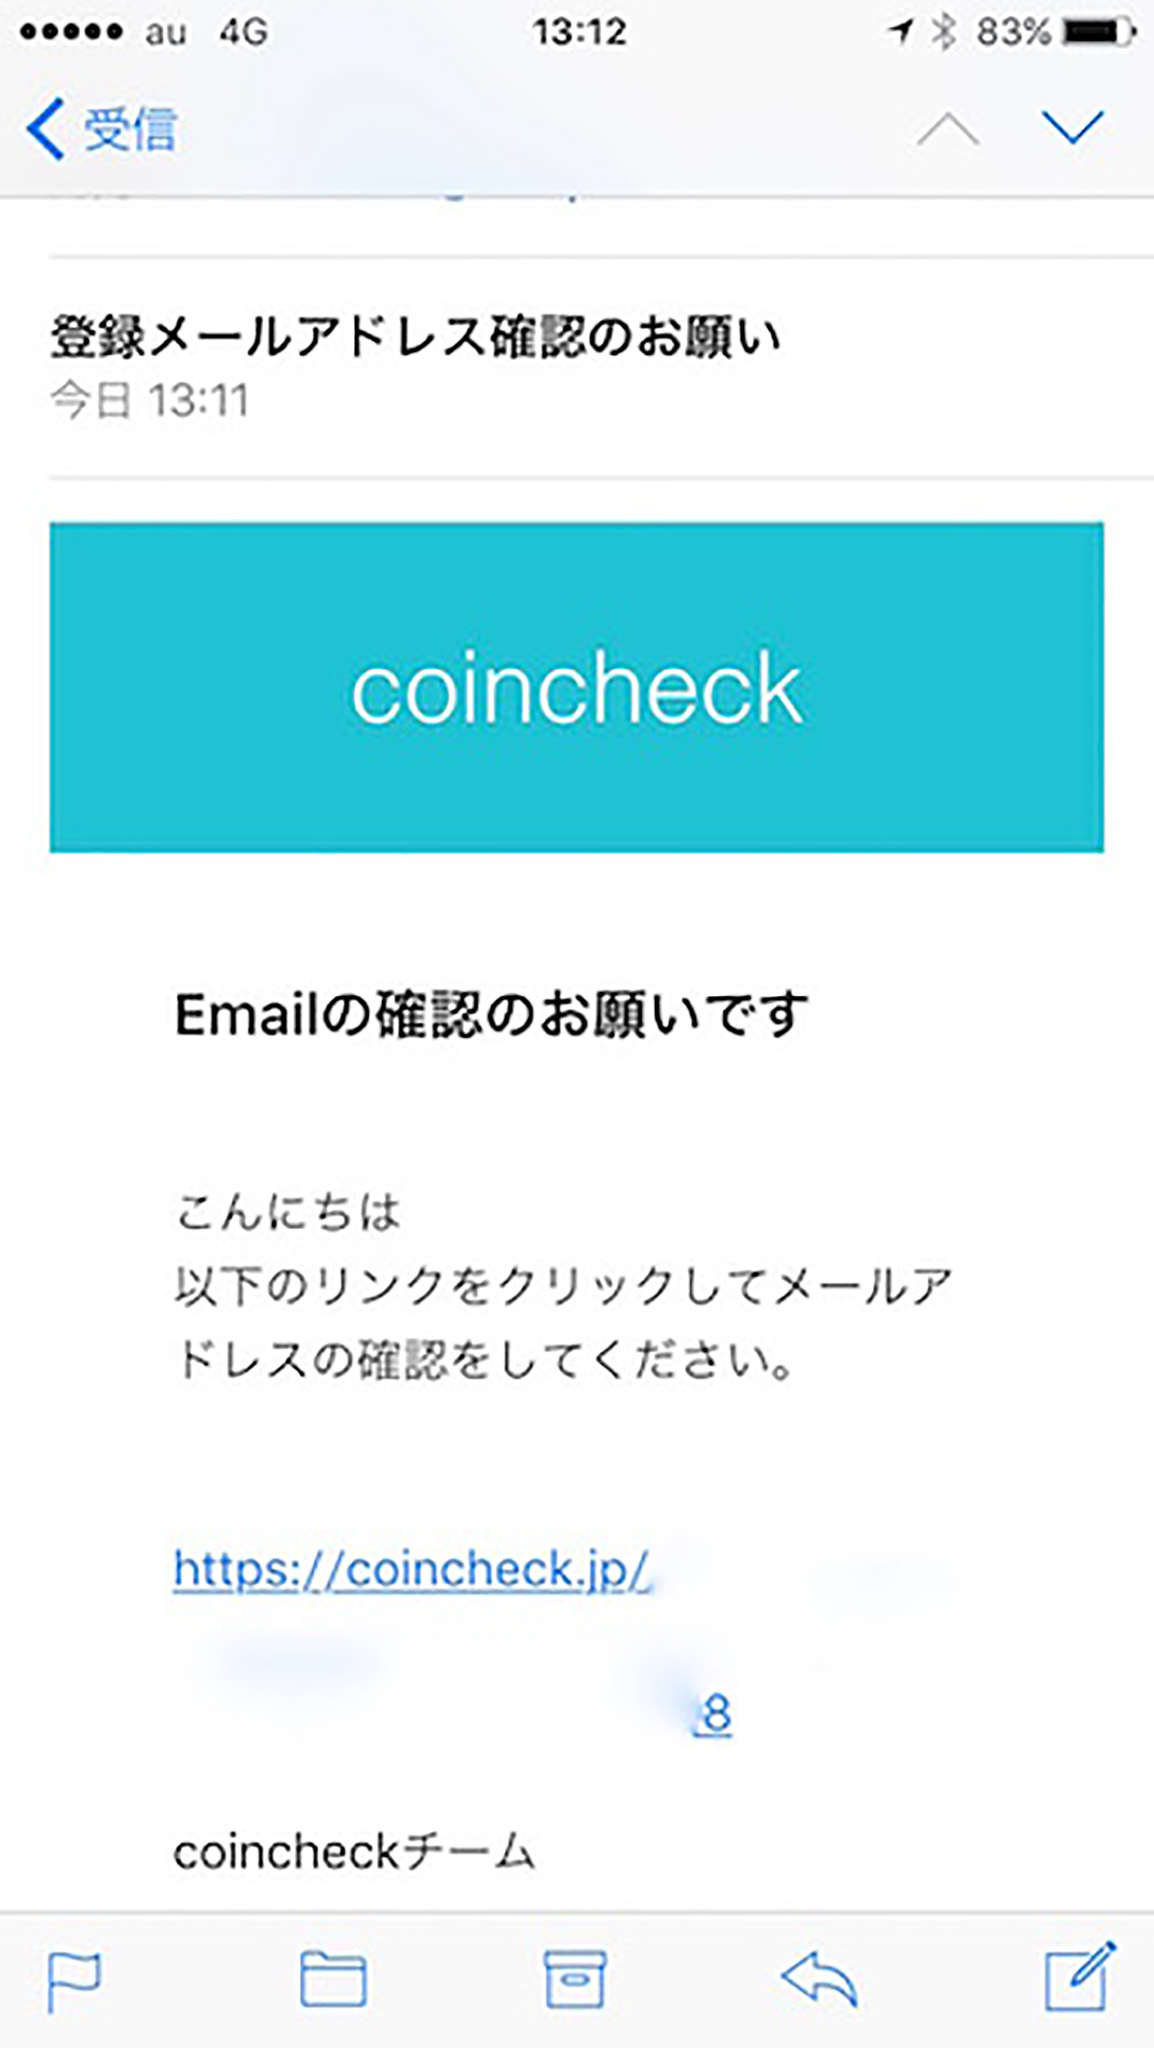 au 4G 13:12 83%
受信
登録メールアドレス確認のお願い
今日 13:11
coincheck
Emailの確認のお願いです
こんにちは
以下のリンクをクリックしてメールア
ドレスの確認をしてください。
https://coincheck.jp/
8
coincheckチーム